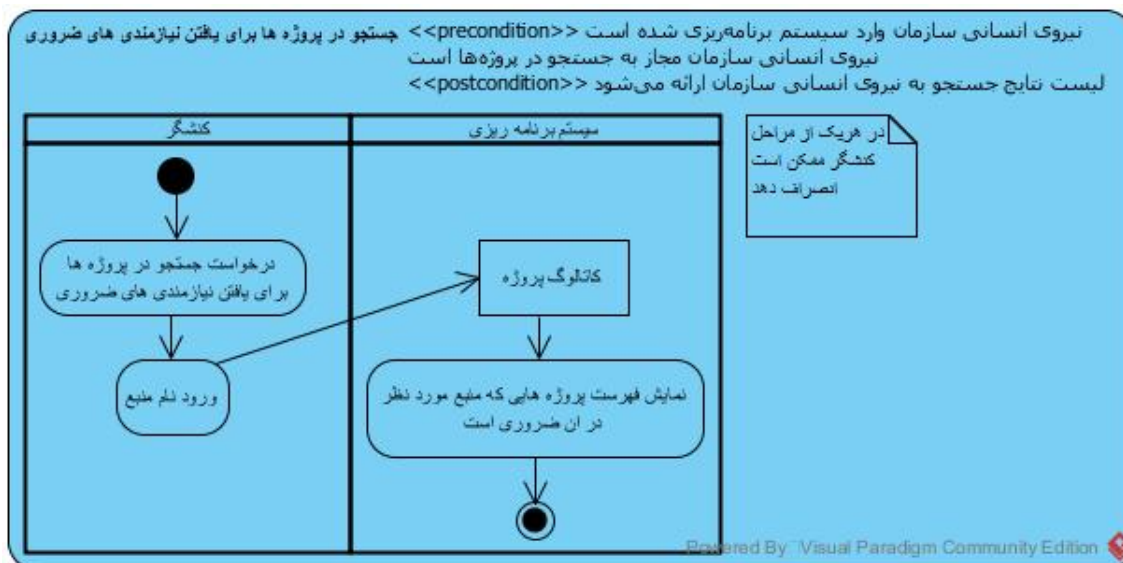 جستجو در پروژه ها برای یافتن نیازمندی های ضروری <<precondition>> نیروی انسانی سازمان وارد سیستم برنامه‌ریزی شده است
نیروی انسانی سازمان مجاز به جستجو در پروژه‌ها است
<<postcondition>> لیست نتایج جستجو به نیروی انسانی سازمان ارائه می‌شود
کنشگر
سیستم برنامه ریزی
در هریک از مراحل
کنشگر ممکن است
انصراف دهد
درخواست جستجو در پروژه ها
برای یافتن نیازمندی های ضروری
ورود نام منبع
کاتالوگ پروژه
نمایش فهرست پروژه هایی که منبع مورد نظر
در ان ضروری است
Powered By Visual Paradigm Community Edition